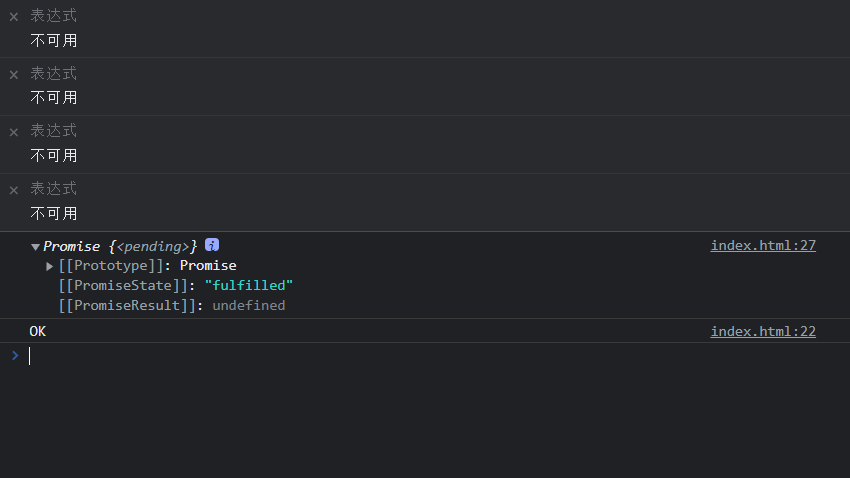 × 表达式
不可用
× 表达式
不可用
× 表达式
不可用
× 表达式
不可用
▼Promise {<pending>} i index.html:27
▶[[Prototype]]: Promise
[[PromiseState]]: "fulfilled"
[[PromiseResult]]: undefined
OK index.html:22
>